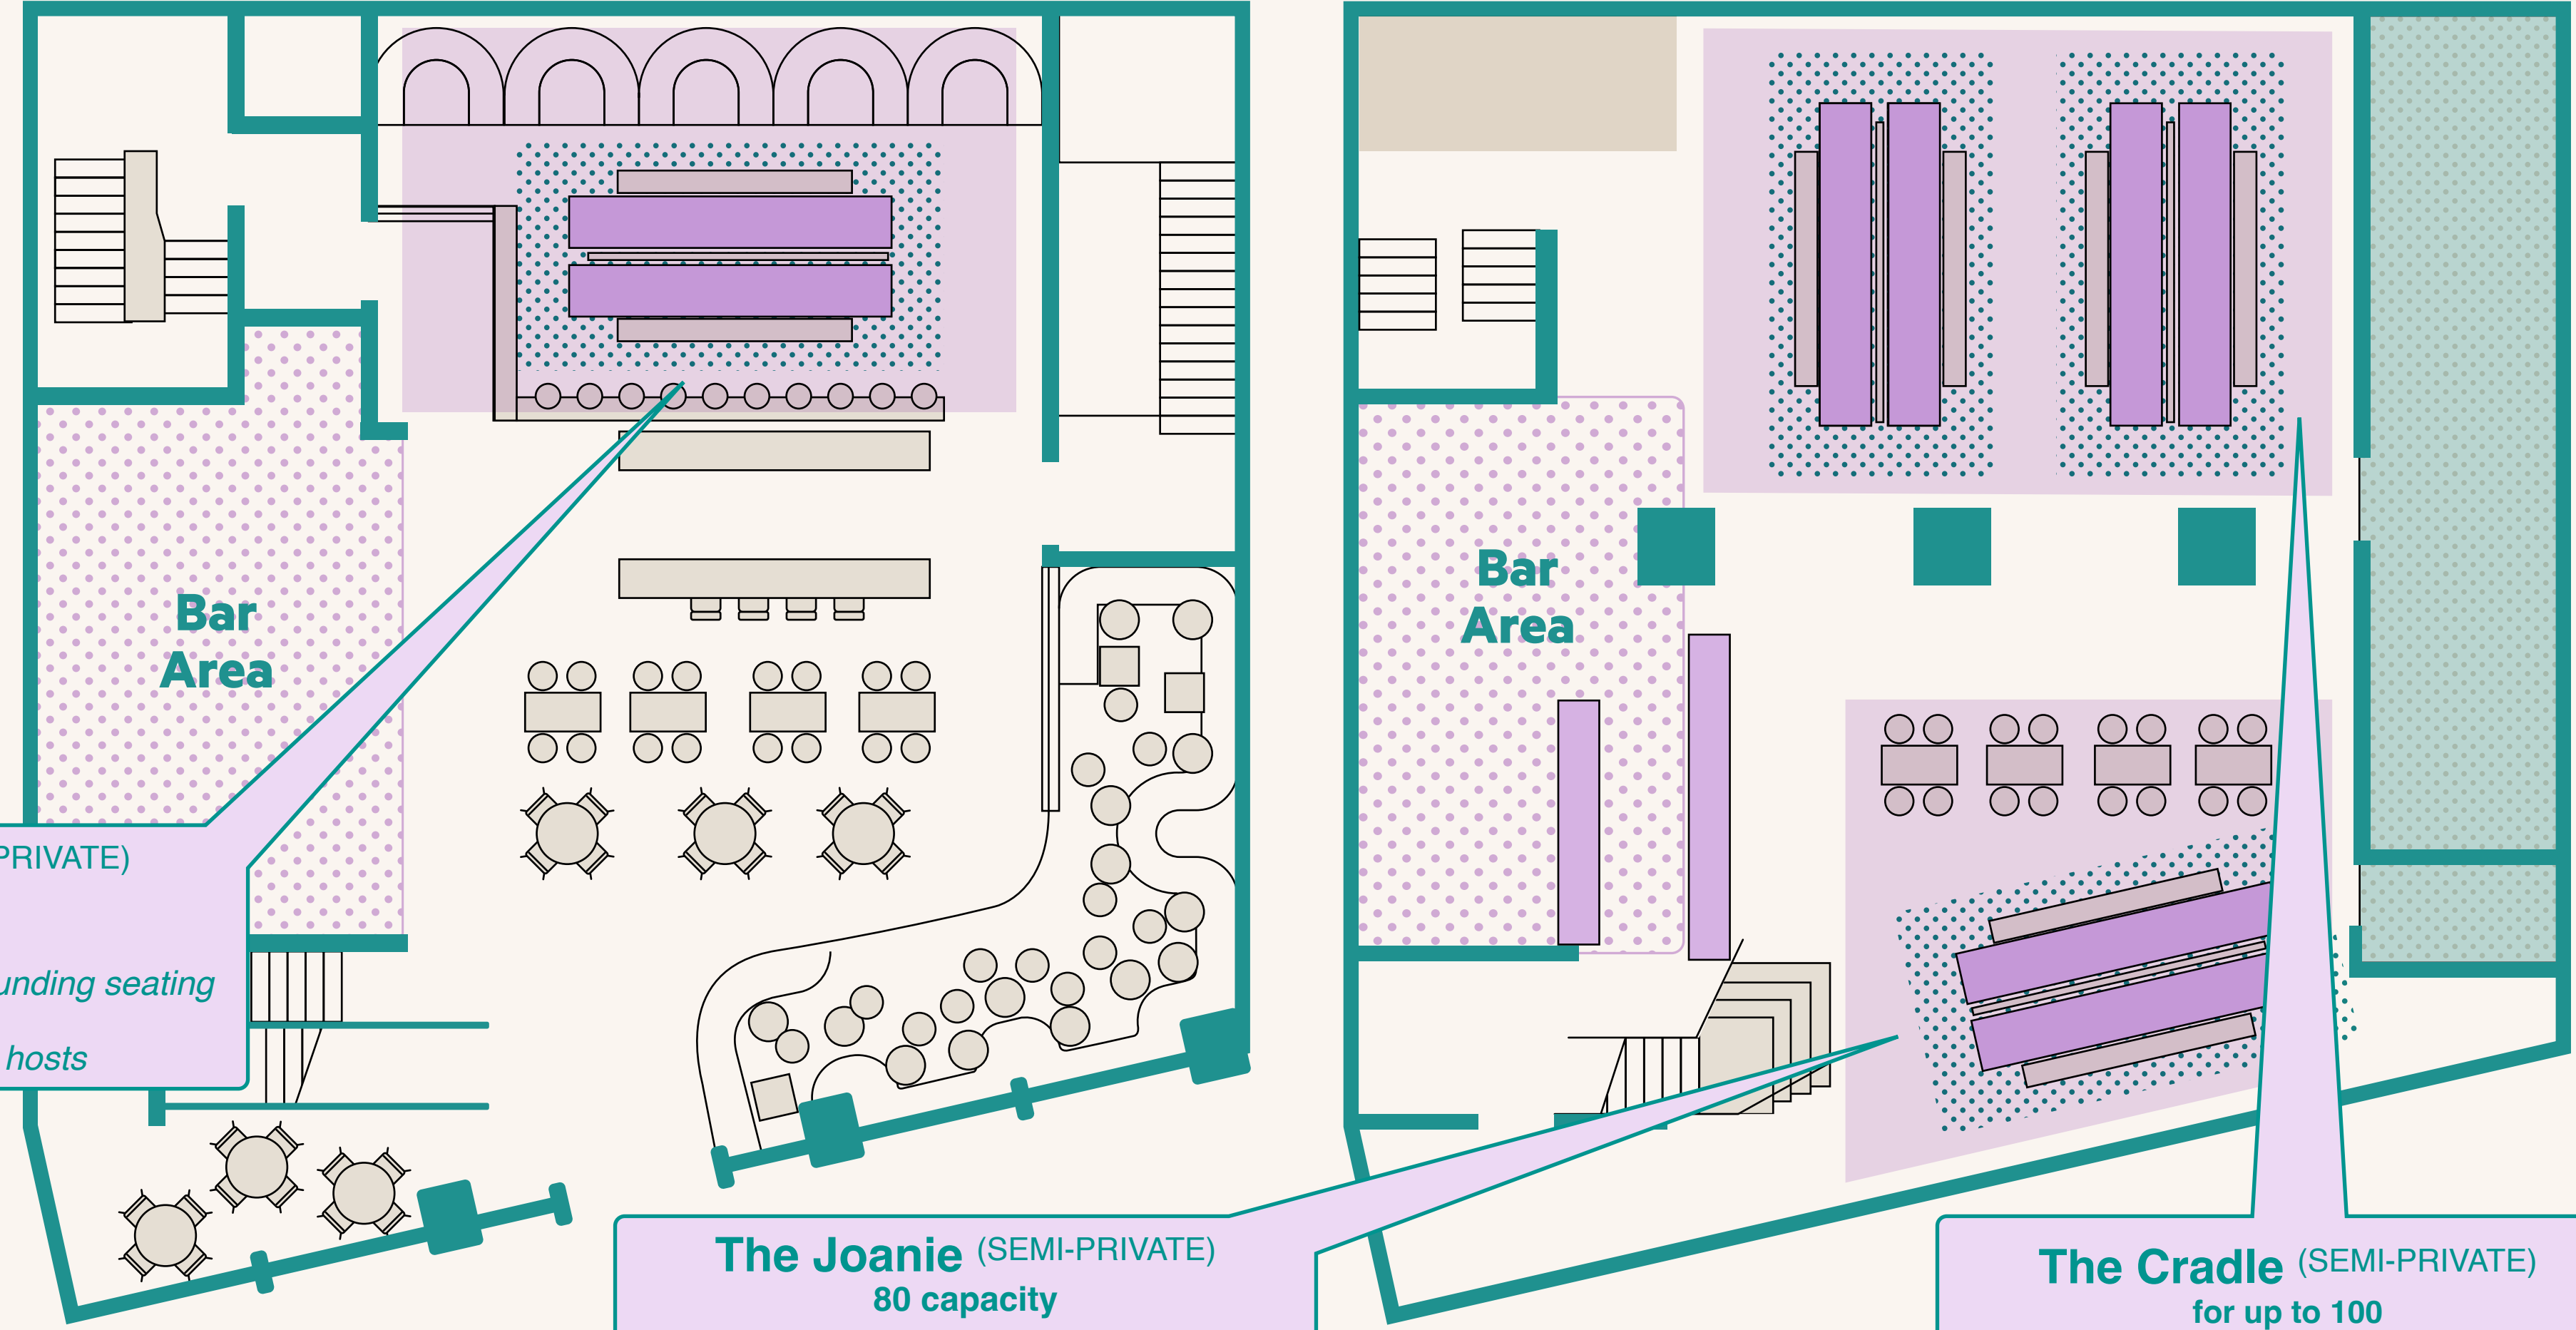 Bar
Area
Bar
Area
PRIVATE)
unding seating
hosts
The Joanie (SEMI-PRIVATE)
80 capacity
The Cradle (SEMI-PRIVATE)
for up to 100